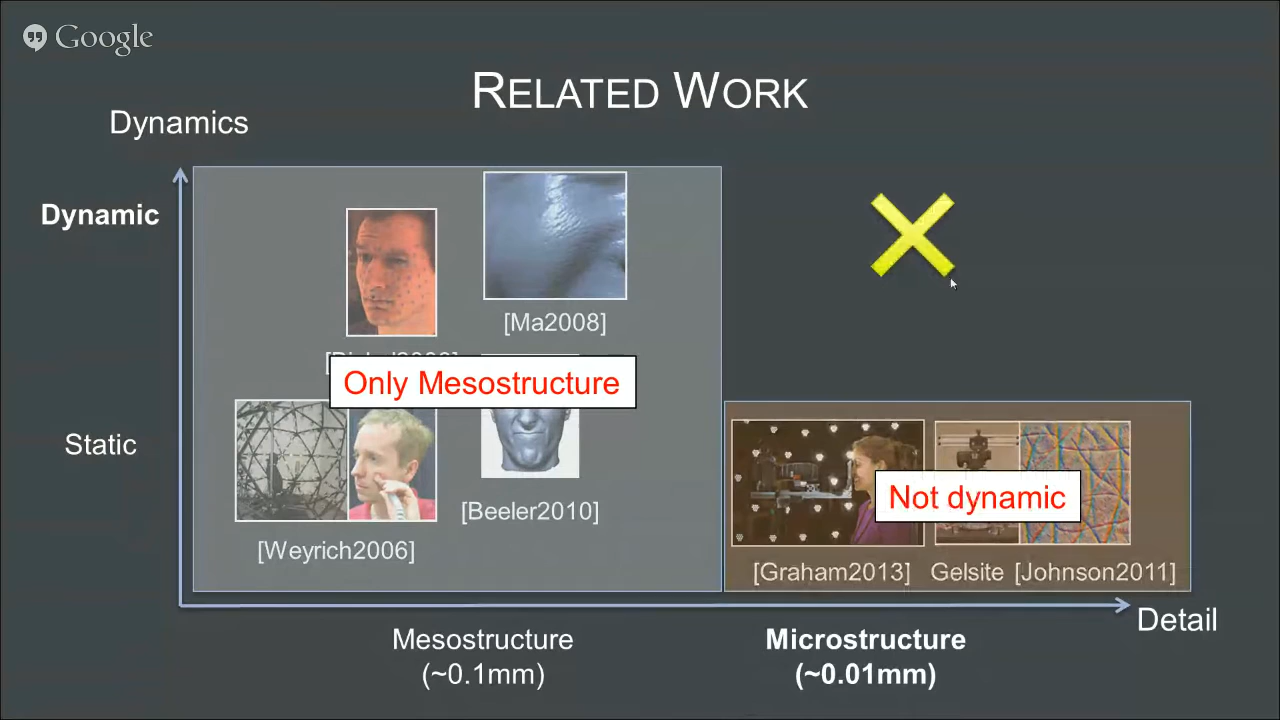 Google
RELATED WORK
Dynamics
Dynamic
[Ma2008]
Only Mesostructure
Static
Not dynamic
[Beeler2010]
[Weyrich2006]
[Graham2013]
Gelsite [Johnson2011]
Detail
Mesostructure
(~0.1mm)
Microstructure
(~0.01mm)